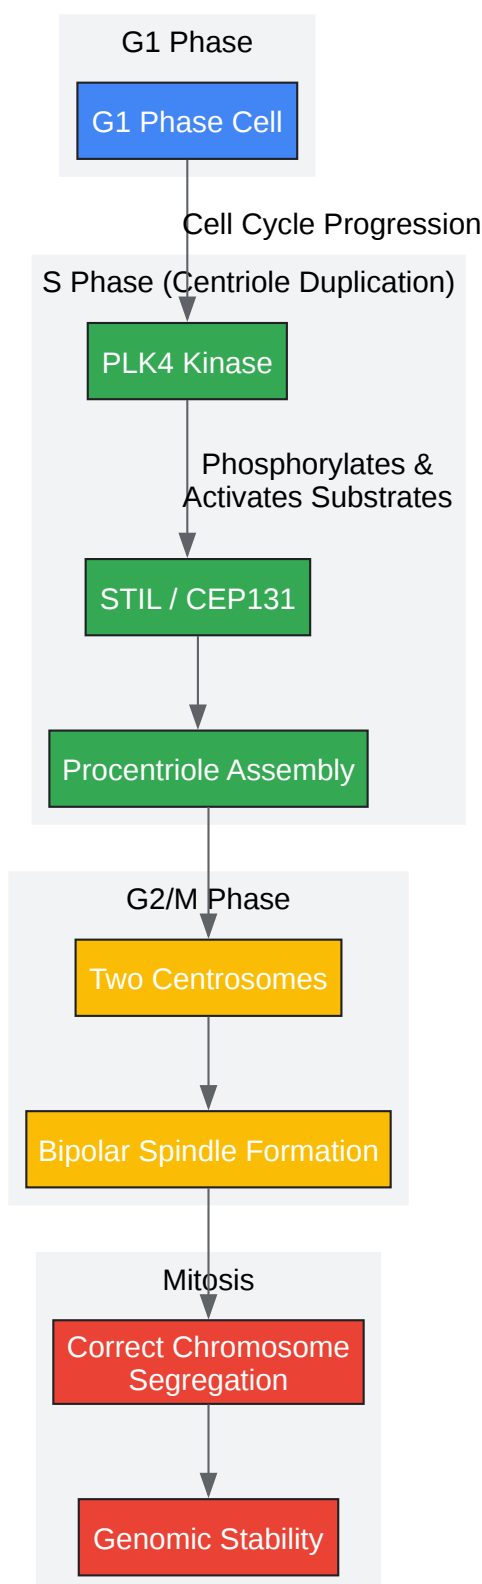 G1 Phase
G1 Phase Cell
Cell Cycle Progression
S Phase (Centriole Duplication)
PLK4 Kinase
Phosphorylates &
Activates Substrates
STIL / CEP131
Procentriole Assembly
G2/M Phase
Two Centrosomes
Bipolar Spindle Formation
Mitosis
Correct Chromosome
Segregation
Genomic Stability